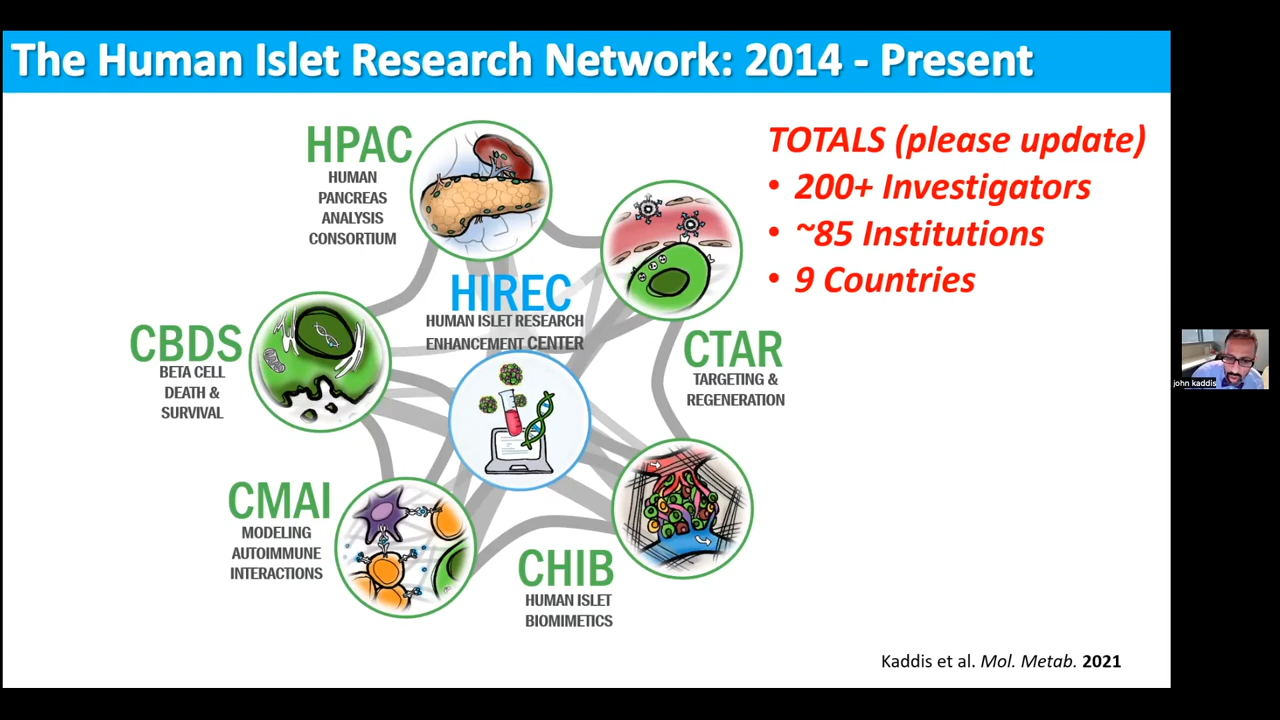 The Human Islet Research Network: 2014 - Present
HPAC
HUMAN
PANCREAS
ANALYSIS
CONSORTIUM
TOTALS (please update)
• 200+ Investigators
• ~85 Institutions
• 9 Countries
HIREC
HUMAN ISLET RESEARCH
ENHANCEMENT CENTER
CBDS
BETA CELL
DEATH &
SURVIVAL
CTAR
TARGETING &
REGENERATION
CMAI
MODELING
AUTOIMMUNE
INTERACTIONS
CHIB
HUMAN ISLET
BIOMIMETICS
Kaddis et al. Mol. Metab. 2021
john kaddis